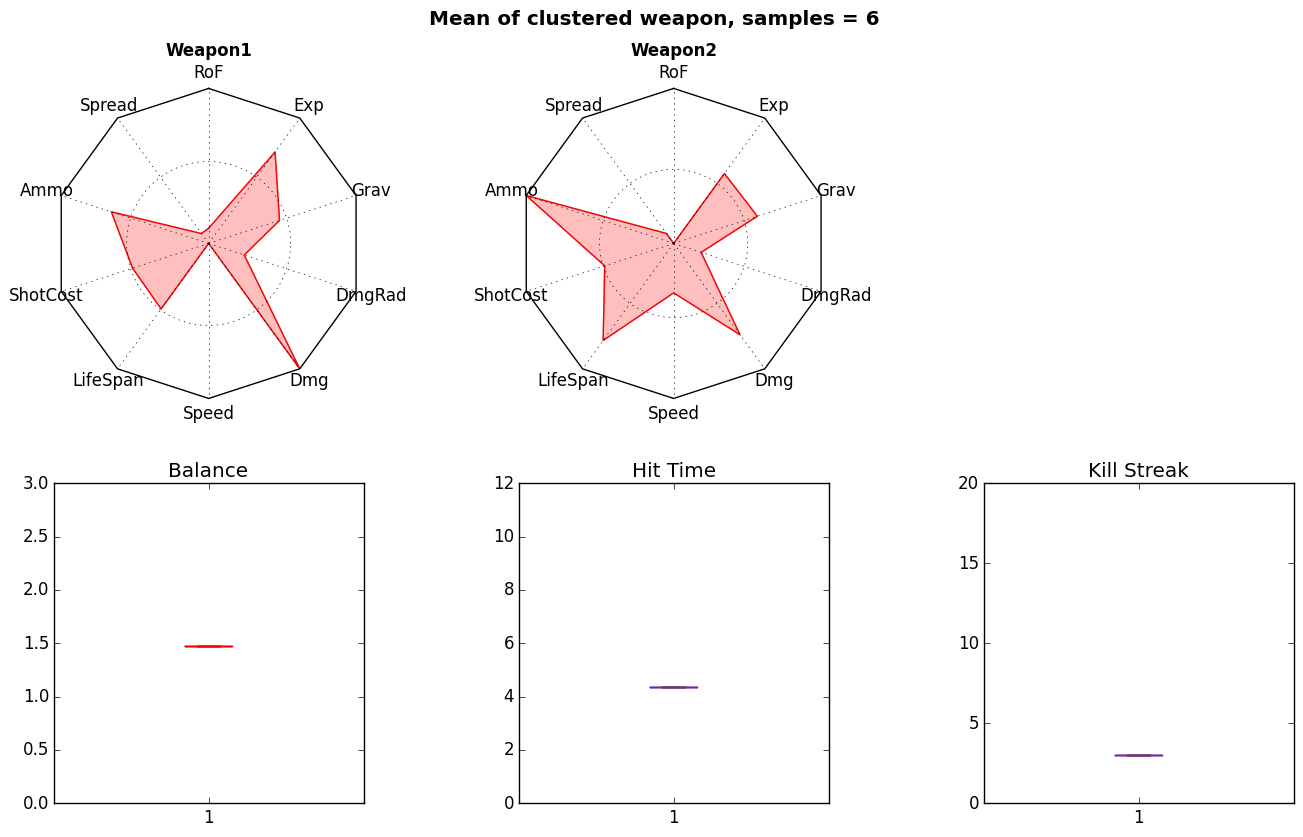 Mean of clustered weapon, samples = 6
Weapon1
RoF
Spread
Exp
Ammo
Grav
ShotCost
DmgRad
LifeSpan
Dmg
Speed
Weapon2
RoF
Spread
Exp
Ammo
Grav
ShotCost
DmgRad
LifeSpan
Dmg
Speed
Balance
3.0
2.5
2.0
1.5
1.0
0.5
0.0
1
Hit Time
12
10
8
6
4
2
0
1
Kill Streak
20
15
10
5
0
1